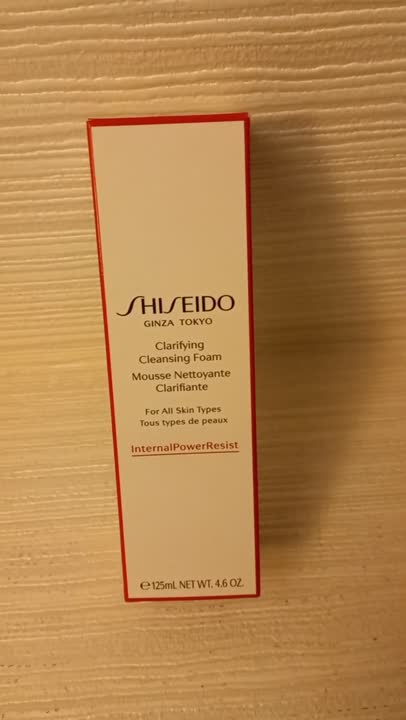 SHISEIDO
GINZA TOKYO
Clarifying
Cleansing Foam
Mousse Nettoyante
Clarifiante
For All Skin Types
Tous types de peaux
InternalPowerResist
℮125mL NET WT. 4.6 OZ.